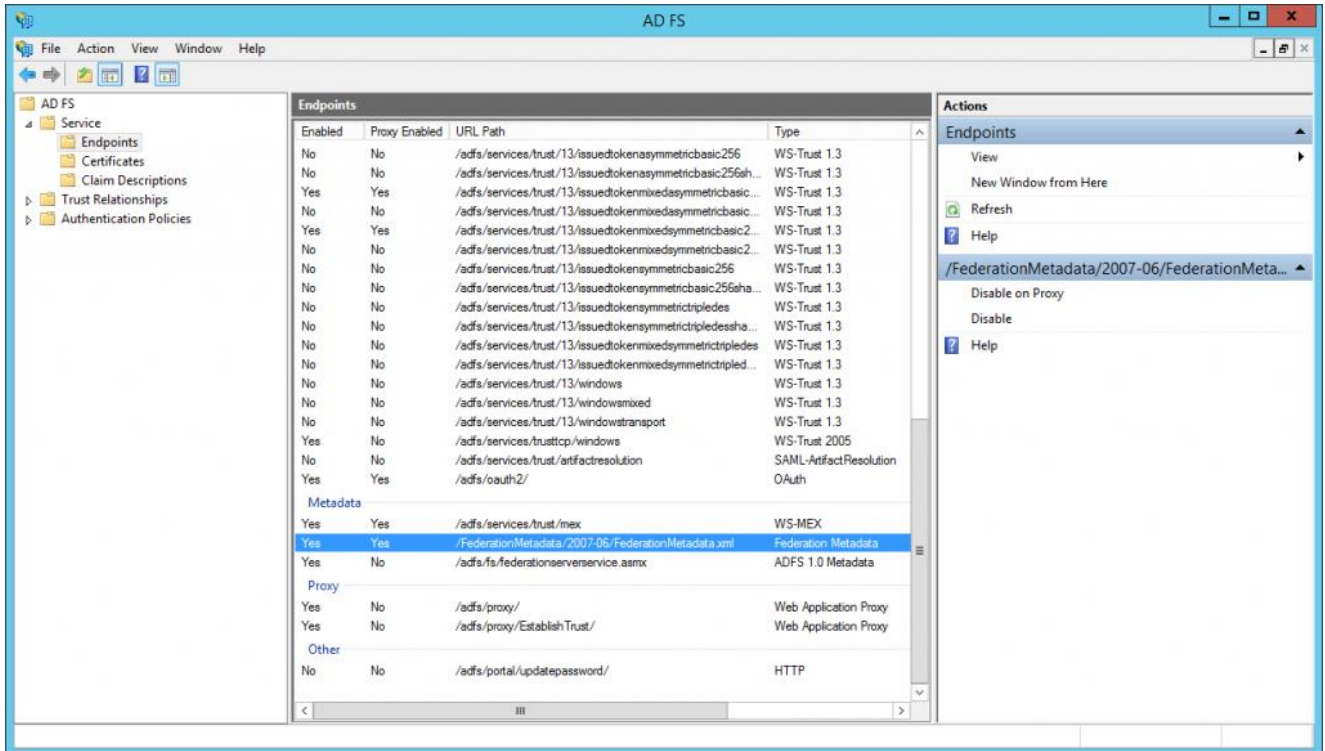 AD FS
File Action View Window Help
AD FS
Service
Endpoints
Certificates
Claim Descriptions
Trust Relationships
Authentication Policies
Endpoints
Enabled Proxy Enabled URL Path Type
No No /adfs/services/trust/13/issuedtokenasymmetricbasic256 WS-Trust 1.3
No No /adfs/services/trust/13/issuedtokenasymmetricbasic256sh... WS-Trust 1.3
Yes Yes /adfs/services/trust/13/issuedtokenmixedasymmetricbasic... WS-Trust 1.3
No No /adfs/services/trust/13/issuedtokenmixedasymmetricbasic... WS-Trust 1.3
Yes Yes /adfs/services/trust/13/issuedtokenmixedsymmetricbasic2... WS-Trust 1.3
No No /adfs/services/trust/13/issuedtokenmixedsymmetricbasic2... WS-Trust 1.3
No No /adfs/services/trust/13/issuedtokensymmetricbasic256 WS-Trust 1.3
No No /adfs/services/trust/13/issuedtokensymmetricbasic256sha... WS-Trust 1.3
No No /adfs/services/trust/13/issuedtokensymmetrictripledes WS-Trust 1.3
No No /adfs/services/trust/13/issuedtokensymmetrictripledessha... WS-Trust 1.3
No No /adfs/services/trust/13/issuedtokenmixedsymmetrictripledes WS-Trust 1.3
No No /adfs/services/trust/13/issuedtokenmixedsymmetrictripled... WS-Trust 1.3
No No /adfs/services/trust/13/windows WS-Trust 1.3
No No /adfs/services/trust/13/windowsmixed WS-Trust 1.3
No No /adfs/services/trust/13/windowstransport WS-Trust 1.3
Yes No /adfs/services/trusttcp/windows WS-Trust 2005
No No /adfs/services/trust/artifactresolution SAML-ArtifactResolution
Yes Yes /adfs/oauth2/ OAuth
Metadata
Yes Yes /adfs/services/trust/mex WS-MEX
Yes Yes /FederationMetadata/2007-06/FederationMetadata.xml Federation Metadata
Yes No /adfs/fs/federationserverservice.asmx ADFS 1.0 Metadata
Proxy
Yes No /adfs/proxy/ Web Application Proxy
Yes No /adfs/proxy/EstablishTrust/ Web Application Proxy
Other
No No /adfs/portal/updatepassword/ HTTP
Actions
Endpoints
View
New Window from Here
Refresh
Help
/FederationMetadata/2007-06/FederationMeta...
Disable on Proxy
Disable
Help